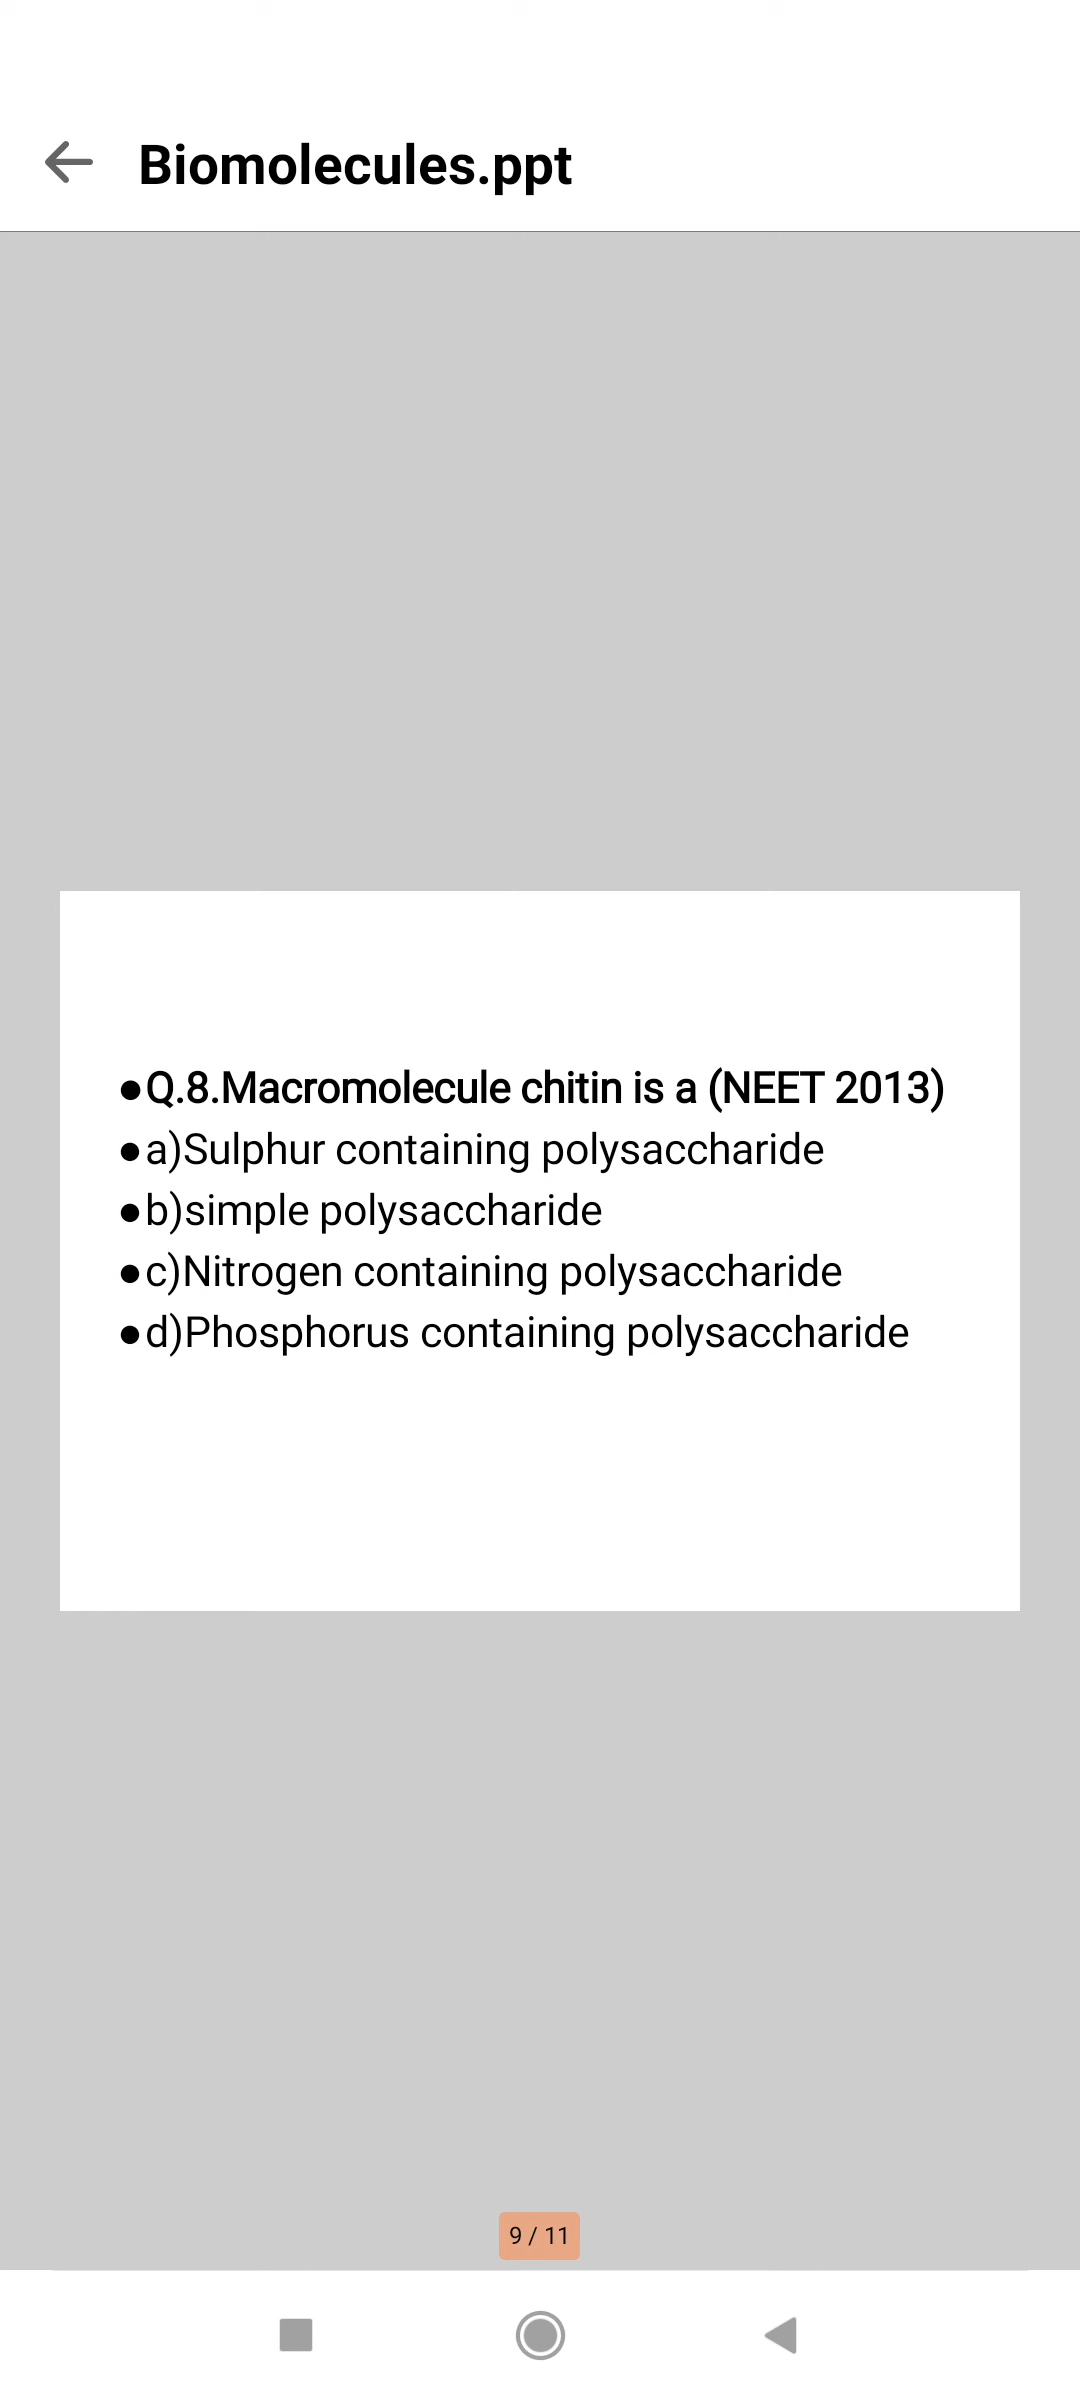 Biomolecules.ppt
●Q.8.Macromolecule chitin is a (NEET 2013)
●a)Sulphur containing polysaccharide
●b)simple polysaccharide
●c)Nitrogen containing polysaccharide
●d)Phosphorus containing polysaccharide
9 / 11